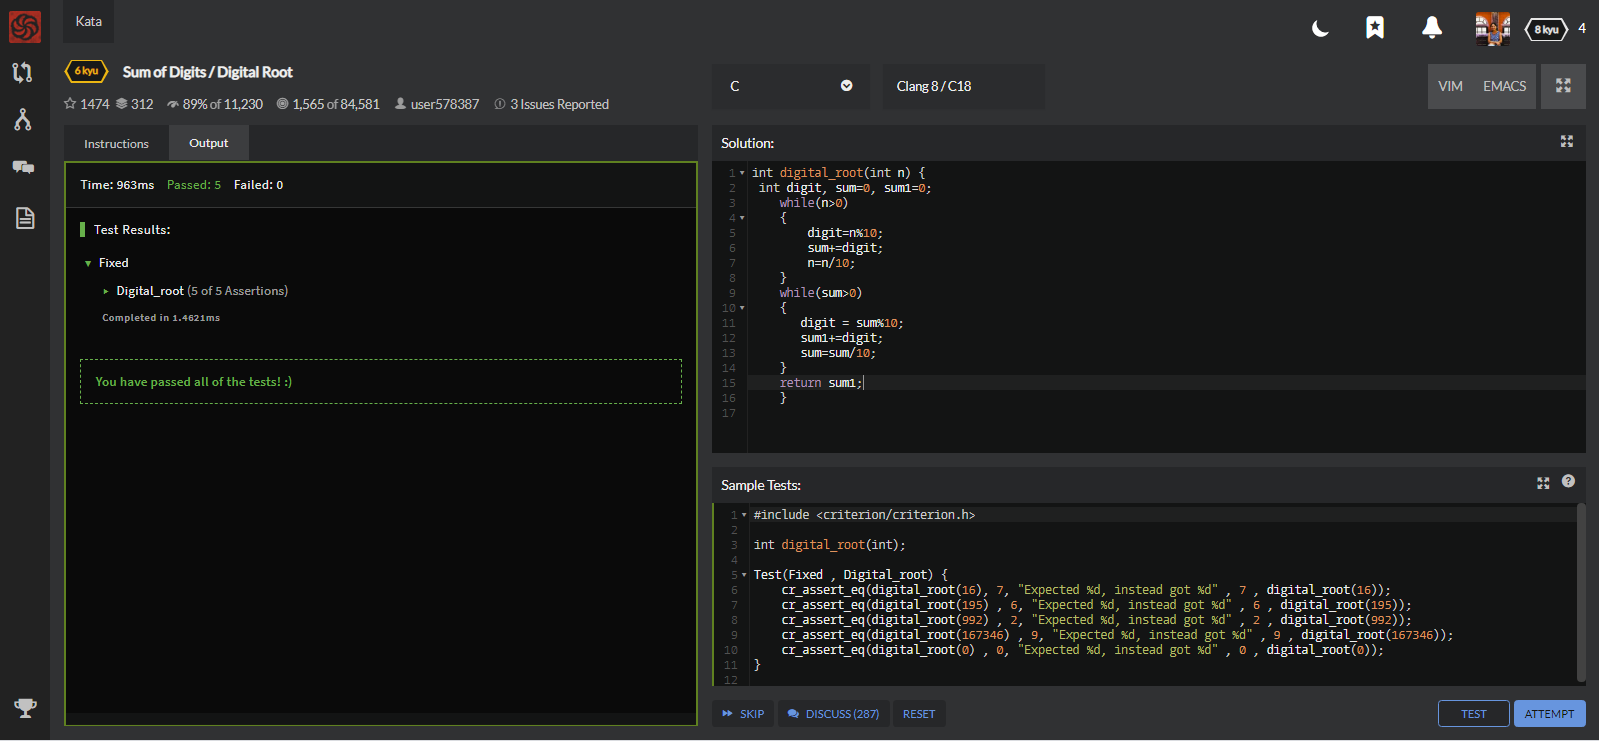 Kata
8 kyu 4
6 kyu Sum of Digits / Digital Root
1474 312 89% of 11,230 1,565 of 84,581 user578387 3 Issues Reported
Instructions Output
Time: 963ms Passed: 5 Failed: 0
Test Results:
Fixed
Digital_root (5 of 5 Assertions)
Completed in 1.4621ms
You have passed all of the tests! :)
C Clang 8 / C18 VIM EMACS
Solution:
1 int digital_root(int n) {
2 int digit, sum=0, sum1=0;
3 while(n>0)
4 {
5 digit=n%10;
6 sum+=digit;
7 n=n/10;
8 }
9 while(sum>0)
10 {
11 digit = sum%10;
12 sum1+=digit;
13 sum=sum/10;
14 }
15 return sum1;
16 }
17
Sample Tests:
1 #include <criterion/criterion.h>
2
3 int digital_root(int);
4
5 Test(Fixed , Digital_root) {
6 cr_assert_eq(digital_root(16), 7, "Expected %d, instead got %d" , 7 , digital_root(16));
7 cr_assert_eq(digital_root(195) , 6, "Expected %d, instead got %d" , 6 , digital_root(195));
8 cr_assert_eq(digital_root(992) , 2, "Expected %d, instead got %d" , 2 , digital_root(992));
9 cr_assert_eq(digital_root(167346) , 9, "Expected %d, instead got %d" , 9 , digital_root(167346));
10 cr_assert_eq(digital_root(0) , 0, "Expected %d, instead got %d" , 0 , digital_root(0));
11 }
12
SKIP DISCUSS (287) RESET TEST ATTEMPT